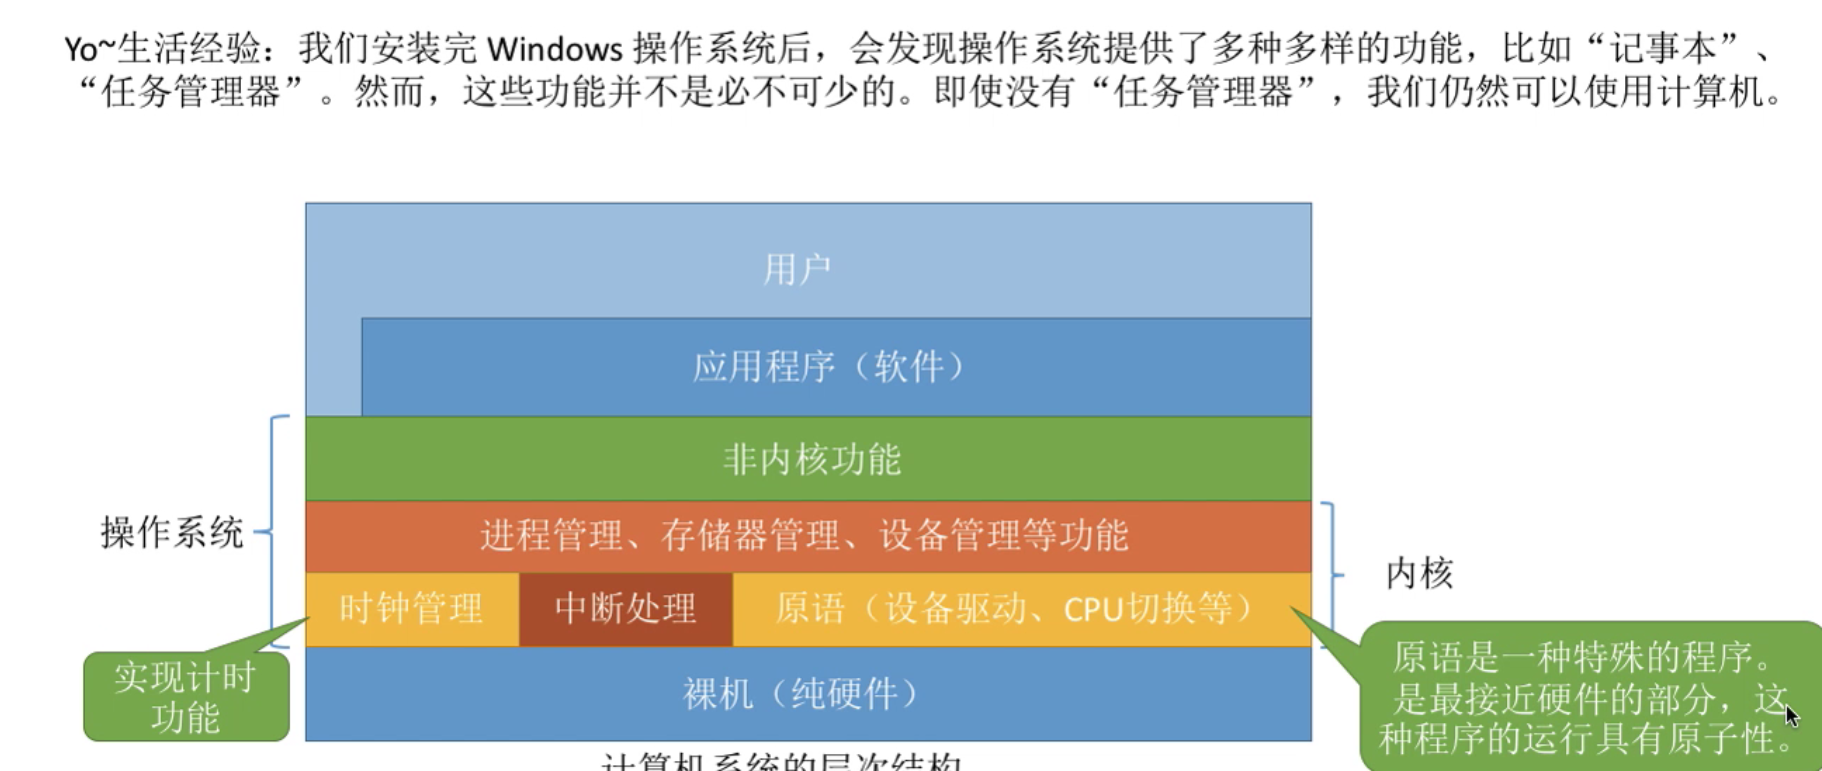 Yo~生活经验：我们安装完 Windows 操作系统后，会发现操作系统提供了多种多样的功能，比如“记事本”、
“任务管理器”。然而，这些功能并不是必不可少的。即使没有“任务管理器”，我们仍然可以使用计算机。
用户
应用程序（软件）
非内核功能
操作系统
进程管理、存储器管理、设备管理等功能
内核
时钟管理
中断处理
原语（设备驱动、CPU切换等）
实现计时
功能
裸机（纯硬件）
原语是一种特殊的程序。
是最接近硬件的部分，这
种程序的运行具有原子性。
计算机系统的层次结构